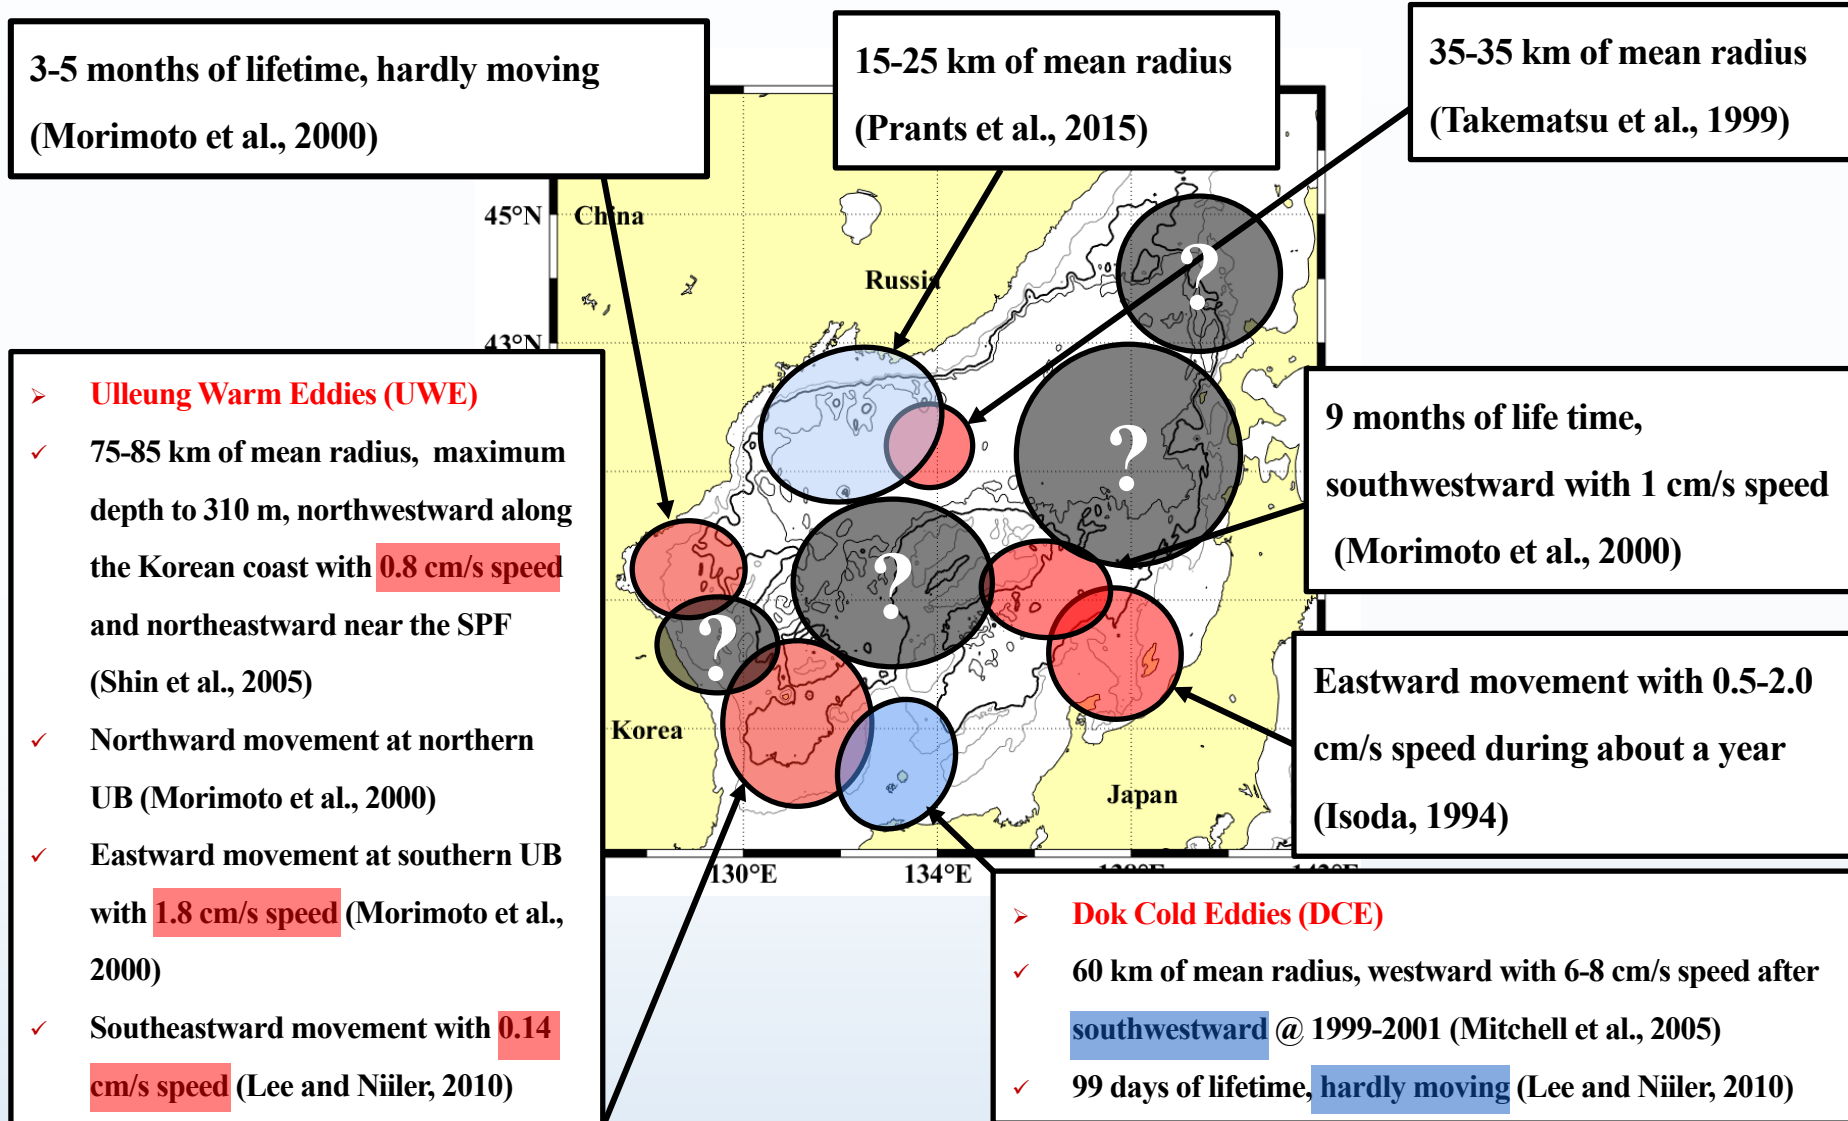 3-5 months of lifetime, hardly moving
(Morimoto et al., 2000)
15-25 km of mean radius
(Prants et al., 2015)
35-35 km of mean radius
(Takematsu et al., 1999)
45°N
China
Russia
43°N
?
?
?
?
Korea
Japan
130°E
134°E
➢ Ulleung Warm Eddies (UWE)
✓ 75-85 km of mean radius, maximum
depth to 310 m, northwestward along
the Korean coast with 0.8 cm/s speed
and northeastward near the SPF
(Shin et al., 2005)
✓ Northward movement at northern
UB (Morimoto et al., 2000)
✓ Eastward movement at southern UB
with 1.8 cm/s speed (Morimoto et al.,
2000)
✓ Southeastward movement with 0.14
cm/s speed (Lee and Niiler, 2010)
9 months of life time,
southwestward with 1 cm/s speed
(Morimoto et al., 2000)
Eastward movement with 0.5-2.0
cm/s speed during about a year
(Isoda, 1994)
➢ Dok Cold Eddies (DCE)
✓ 60 km of mean radius, westward with 6-8 cm/s speed after
southwestward @ 1999-2001 (Mitchell et al., 2005)
✓ 99 days of lifetime, hardly moving (Lee and Niiler, 2010)